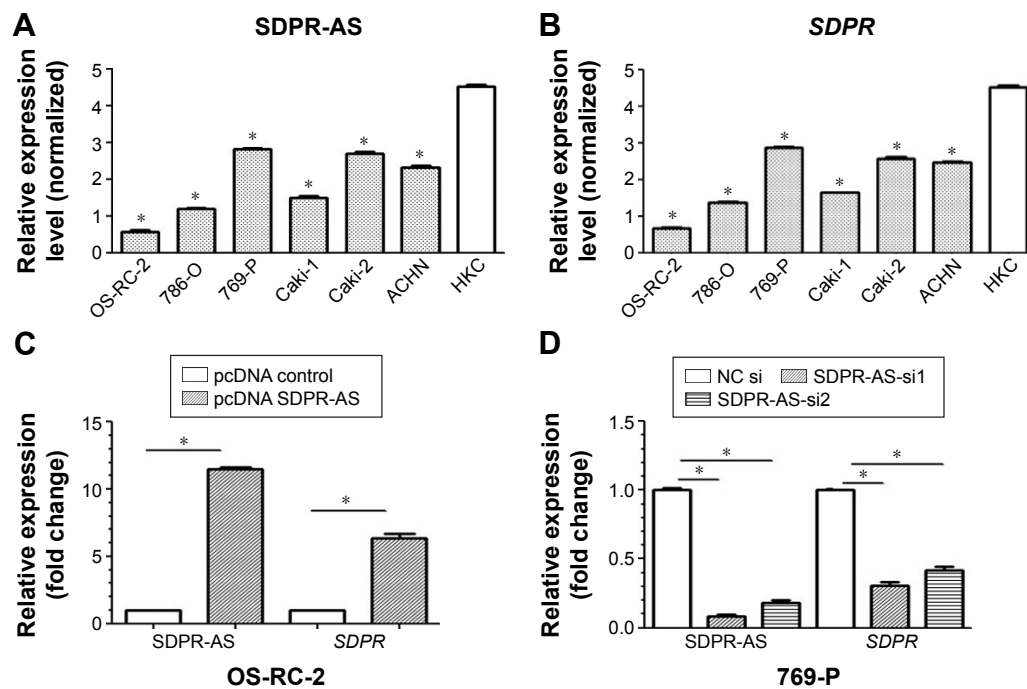 A
SDPR-AS
Relative expression
level (normalized)
5
4
3
2
1
0
*
*
*
*
*
*
OS-RC-2
786-O
769-P
Caki-1
Caki-2
ACHN
HKC
B
SDPR
Relative expression
level (normalized)
5
4
3
2
1
0
*
*
*
*
*
*
OS-RC-2
786-O
769-P
Caki-1
Caki-2
ACHN
HKC
C
pcDNA control
pcDNA SDPR-AS
Relative expression
(fold change)
15
10
5
0
*
*
SDPR-AS
SDPR
OS-RC-2
D
NC si
SDPR-AS-si1
SDPR-AS-si2
Relative expression
(fold change)
1.5
1.0
0.5
0.0
*
*
*
*
SDPR-AS
SDPR
769-P